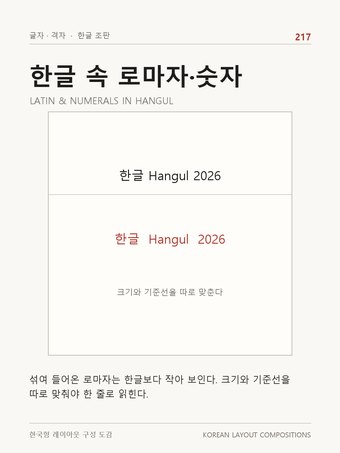 글자·격자 · 한글 조판
217
한글 속 로마자·숫자
LATIN & NUMERALS IN HANGUL
한글 Hangul 2026
한글 Hangul 2026
크기와 기준선을 따로 맞춘다
섞여 들어온 로마자는 한글보다 작아 보인다. 크기와 기준선을
따로 맞춰야 한 줄로 읽힌다.
한국형 레이아웃 구성 도감
KOREAN LAYOUT COMPOSITIONS